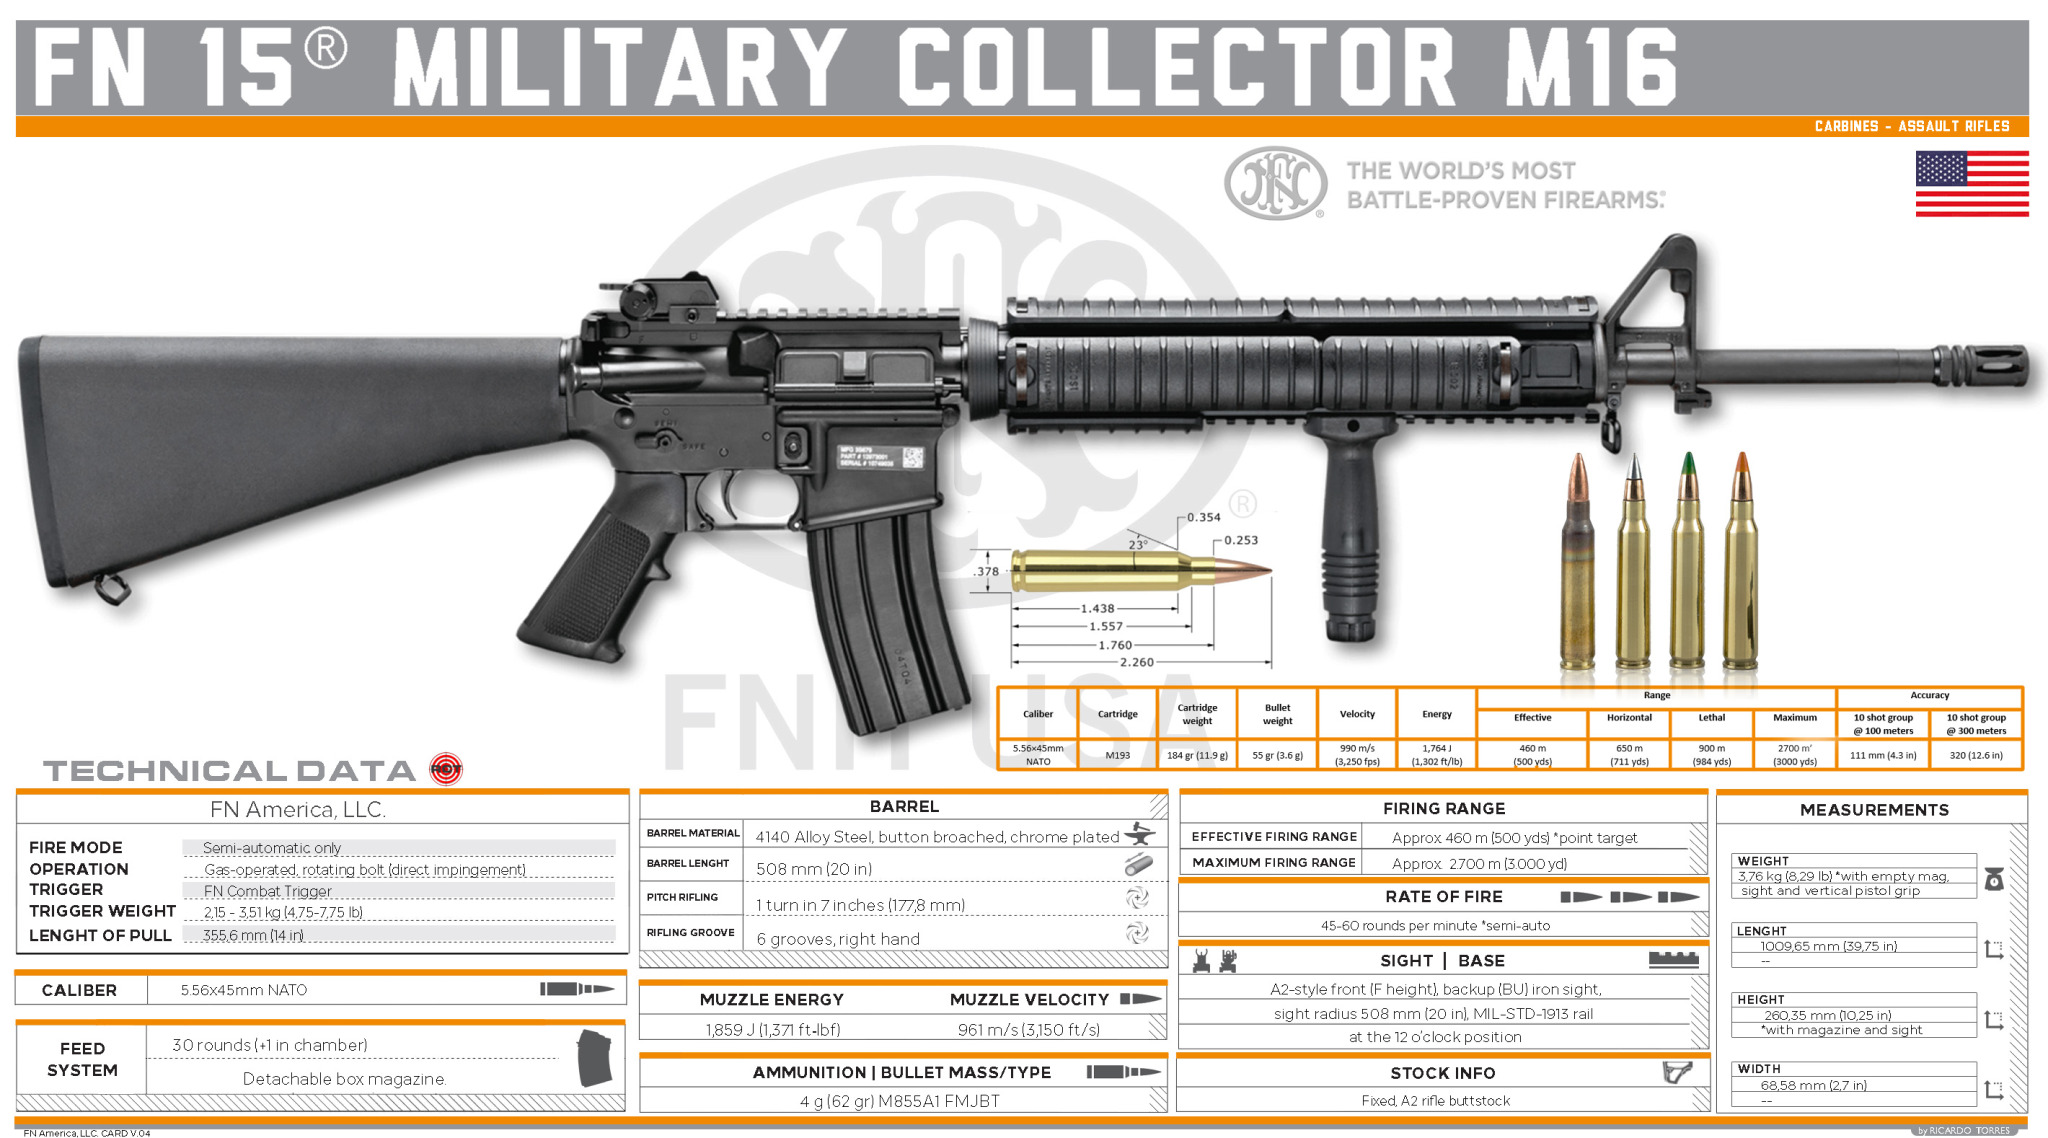 FN 15® MILITARY COLLECTOR M16
CARBINES - ASSAULT RIFLES
FN ®
THE WORLD'S MOST
BATTLE-PROVEN FIREARMS.®
SEMI
SAFE
®
FNH USA
0.354
23°
0.253
.378
1.438
1.557
1.760
2.260
Caliber Cartridge Cartridge weight Bullet weight Velocity Energy Range Accuracy
Effective Horizontal Lethal Maximum 10 shot group @ 100 meters 10 shot group @ 300 meters
5.56×45mm NATO M193 184 gr (11.9 g) 55 gr (3.6 g) 990 m/s (3,250 fps) 1,764 J (1,302 ft/lb) 460 m (500 yds) 650 m (711 yds) 900 m (984 yds) 2700 m' (3000 yds) 111 mm (4.3 in) 320 (12.6 in)
TECHNICAL DATA
FN America, LLC.
FIRE MODE Semi-automatic only
OPERATION Gas-operated, rotating bolt (direct impingement)
TRIGGER FN Combat Trigger
TRIGGER WEIGHT 2,15 - 3,51 kg (4,75-7,75 lb)
LENGHT OF PULL 355,6 mm (14 in)
CALIBER 5.56x45mm NATO
FEED SYSTEM
30 rounds (+1 in chamber)
Detachable box magazine.
BARREL
BARREL MATERIAL 4140 Alloy Steel, button broached, chrome plated
BARREL LENGHT 508 mm (20 in)
PITCH RIFLING 1 turn in 7 inches (177,8 mm)
RIFLING GROOVE 6 grooves, right hand
MUZZLE ENERGY MUZZLE VELOCITY
1,859 J (1,371 ft-lbf) 961 m/s (3,150 ft/s)
AMMUNITION | BULLET MASS/TYPE
4 g (62 gr) M855A1 FMJBT
FIRING RANGE
EFFECTIVE FIRING RANGE Approx. 460 m (500 yds) *point target
MAXIMUM FIRING RANGE Approx. 2.700 m (3.000 yd)
RATE OF FIRE
45-60 rounds per minute *semi-auto
SIGHT | BASE
A2-style front (F height), backup (BU) iron sight,
sight radius 508 mm (20 in), MIL-STD-1913 rail
at the 12 o'clock position
STOCK INFO
Fixed, A2 rifle buttstock
MEASUREMENTS
WEIGHT
3,76 kg (8,29 lb) *with empty mag,
sight and vertical pistol grip
LENGHT
1009,65 mm (39,75 in)
--
HEIGHT
260,35 mm (10,25 in)
*with magazine and sight
WIDTH
68,58 mm (2,7 in)
--
FN America, LLC. CARD V.04
by RICARDO TORRES